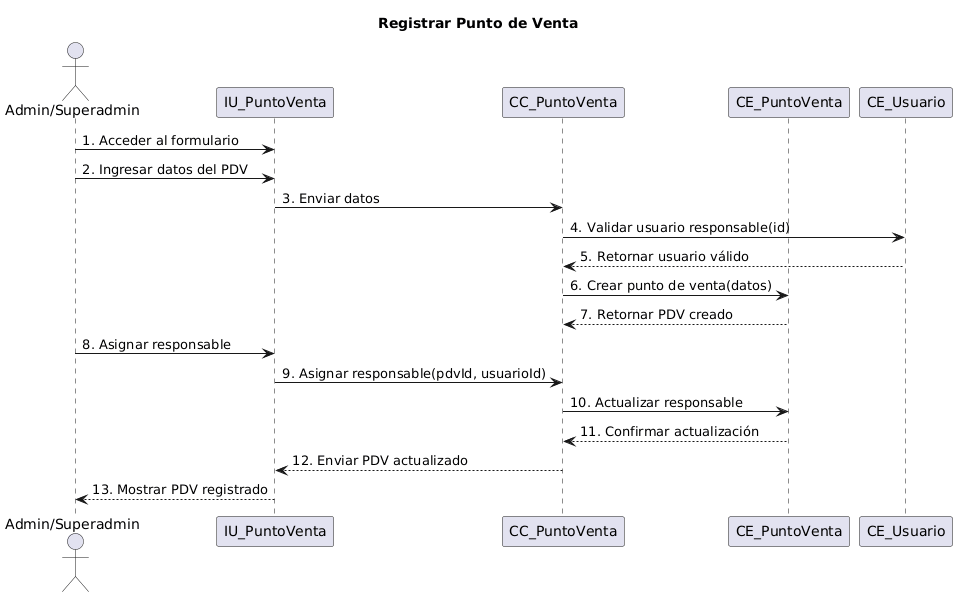 Registrar Punto de Venta
Admin/Superadmin
IU_PuntoVenta
CC_PuntoVenta
CE_PuntoVenta
CE_Usuario
1. Acceder al formulario
2. Ingresar datos del PDV
3. Enviar datos
4. Validar usuario responsable(id)
5. Retornar usuario válido
6. Crear punto de venta(datos)
7. Retornar PDV creado
8. Asignar responsable
9. Asignar responsable(pdvId, usuarioId)
10. Actualizar responsable
11. Confirmar actualización
12. Enviar PDV actualizado
13. Mostrar PDV registrado
Admin/Superadmin
IU_PuntoVenta
CC_PuntoVenta
CE_PuntoVenta
CE_Usuario